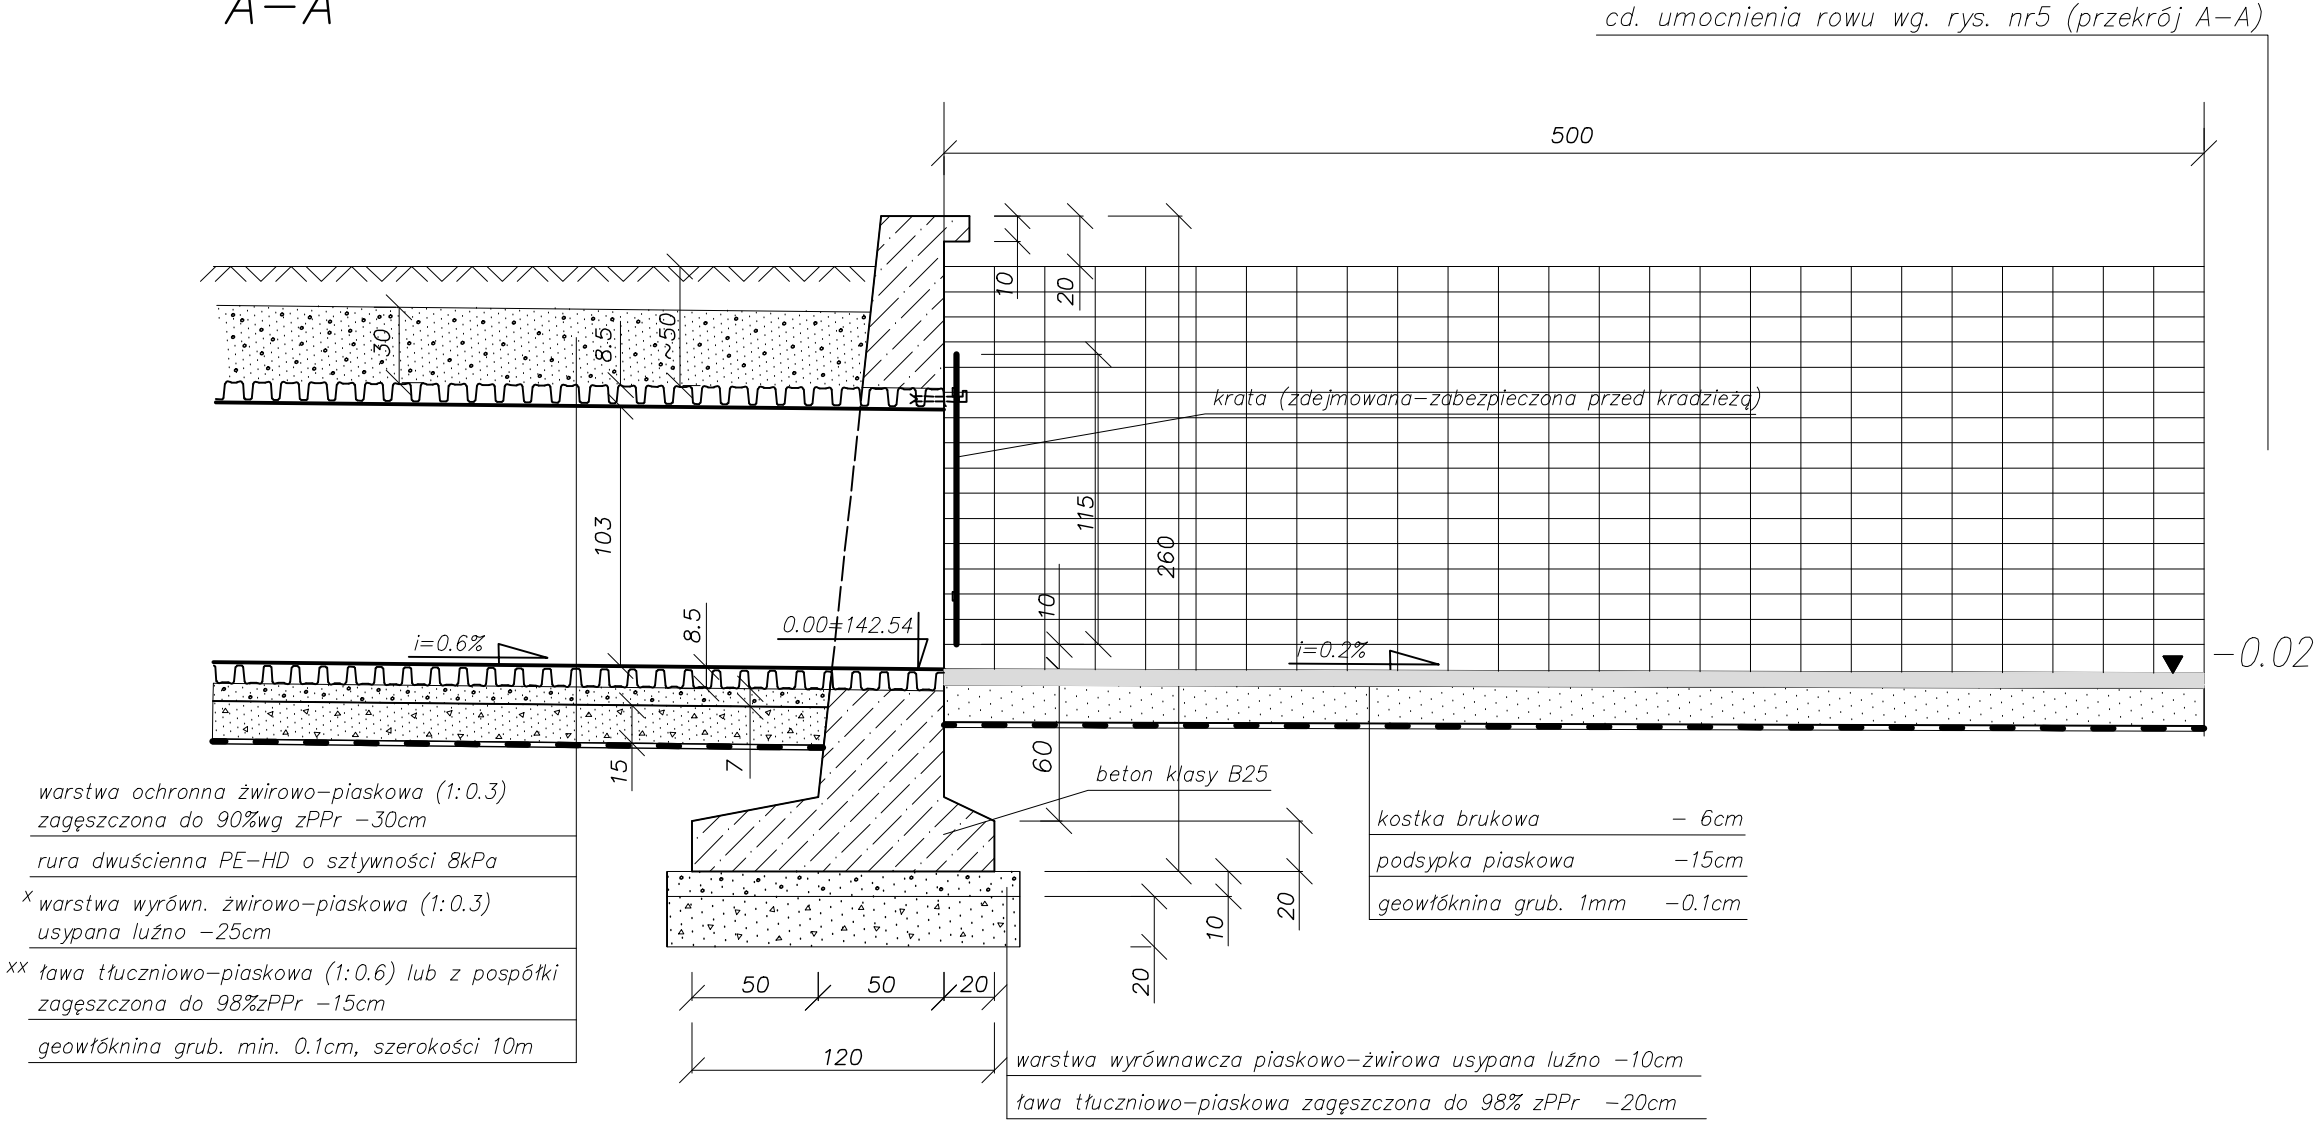 A-A
cd. umocnienia rowu wg. rys. nr5 (przekrój A-A)
500
10
20
30
8.5
~50
krata (zdejmowana-zabezpieczona przed kradzieżą)
103
115
260
10
8.5
0.00=142.54
i=0.6%
i=0.2%
-0.02
15
7
60
beton klasy B25
warstwa ochronna żwirowo-piaskowa (1:0.3)
zagęszczona do 90%wg zPPr -30cm
rura dwuścienna PE-HD o sztywności 8kPa
x warstwa wyrówn. żwirowo-piaskowa (1:0.3)
usypana luźno -25cm
xx ława tłuczniowo-piaskowa (1:0.6) lub z pospółki
zagęszczona do 98%zPPr -15cm
geowłóknina grub. min. 0.1cm, szerokości 10m
kostka brukowa - 6cm
podsypka piaskowa -15cm
geowłóknina grub. 1mm -0.1cm
20
10
20
50
50
20
120
warstwa wyrównawcza piaskowo-żwirowa usypana luźno -10cm
ława tłuczniowo-piaskowa zagęszczona do 98% zPPr -20cm